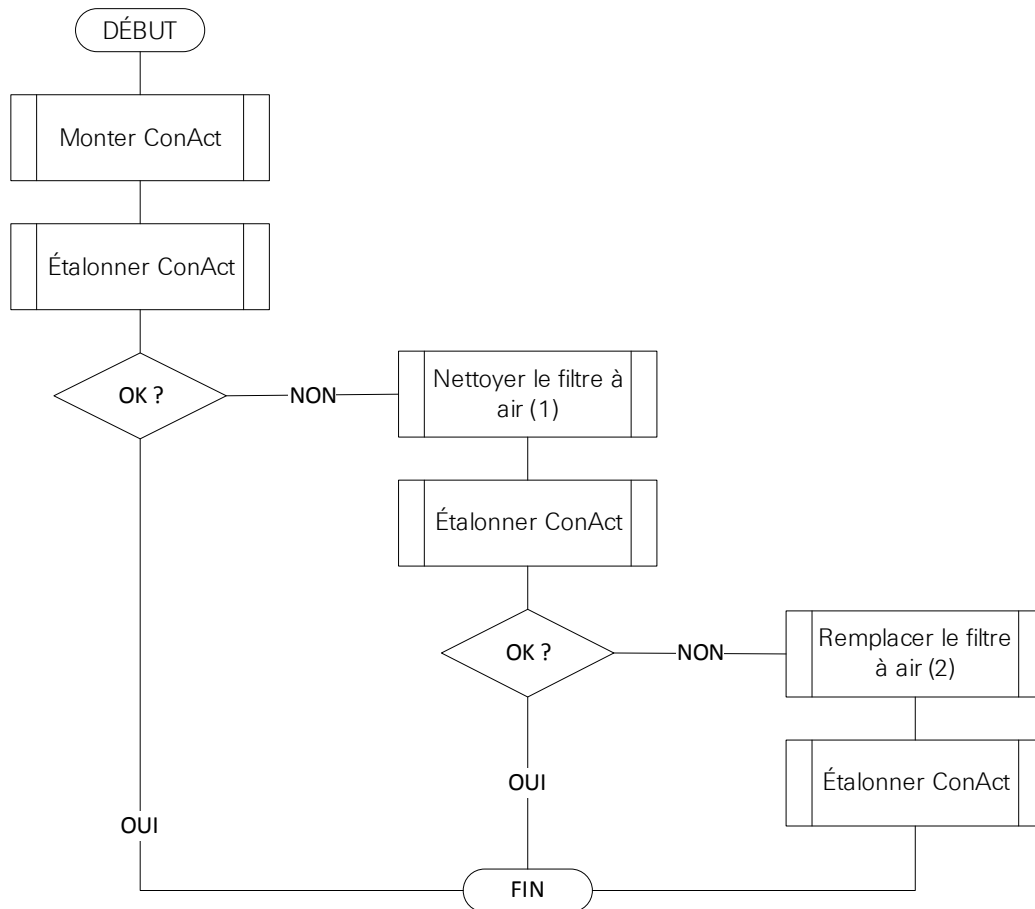 DÉBUT
Monter ConAct
Étalonner ConAct
OK ?
NON
Nettoyer le filtre à
air (1)
Étalonner ConAct
OK ?
NON
Remplacer le filtre
à air (2)
Étalonner ConAct
OUI
OUI
FIN